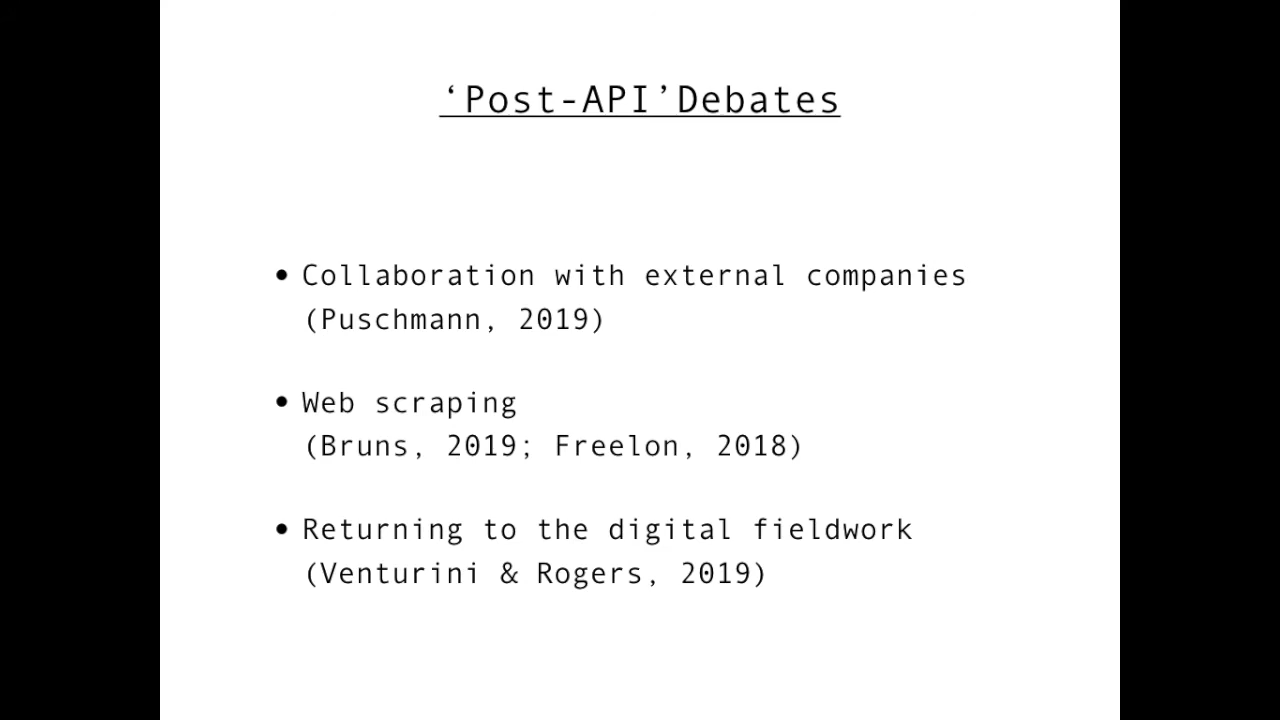 ‘Post-API’Debates
• Collaboration with external companies
(Puschmann, 2019)
• Web scraping
(Bruns, 2019; Freelon, 2018)
• Returning to the digital fieldwork
(Venturini & Rogers, 2019)